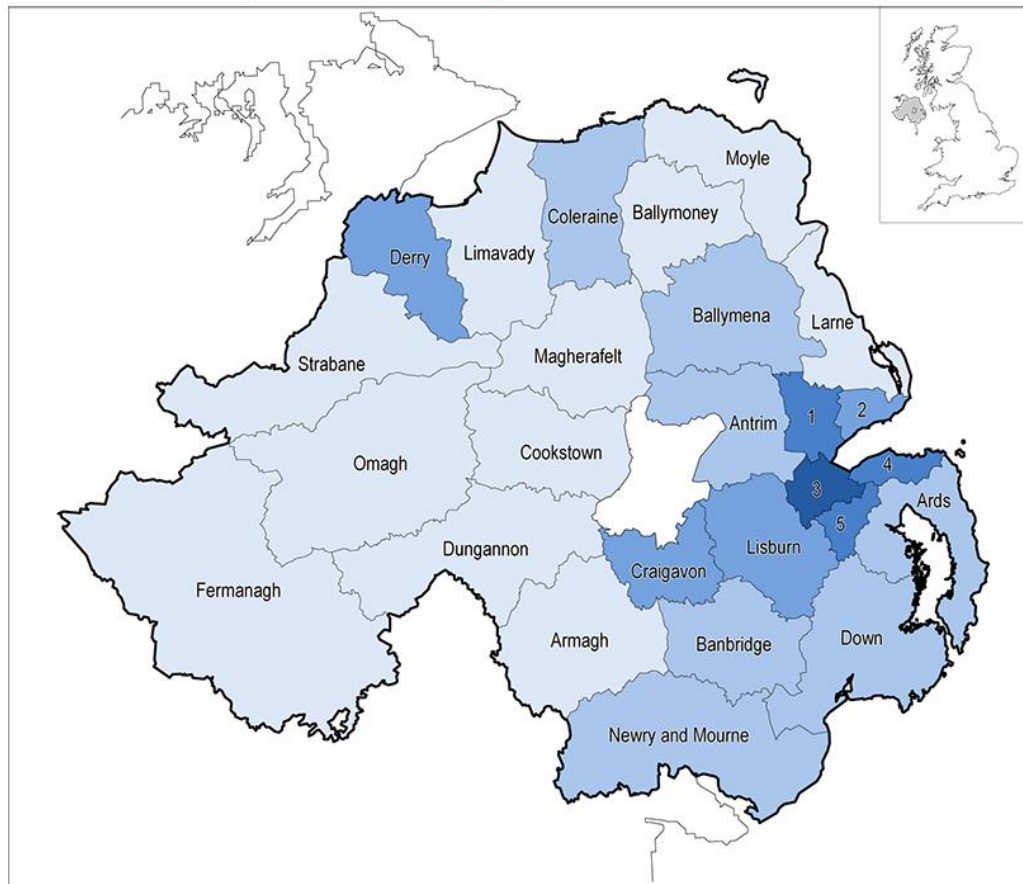 Moyle
Coleraine
Ballymoney
Derry
Limavady
Ballymena
Larne
Strabane
Magherafelt
1
2
Antrim
Omagh
Cookstown
3
4
Ards
5
Dungannon
Lisburn
Craigavon
Fermanagh
Armagh
Banbridge
Down
Newry and Mourne